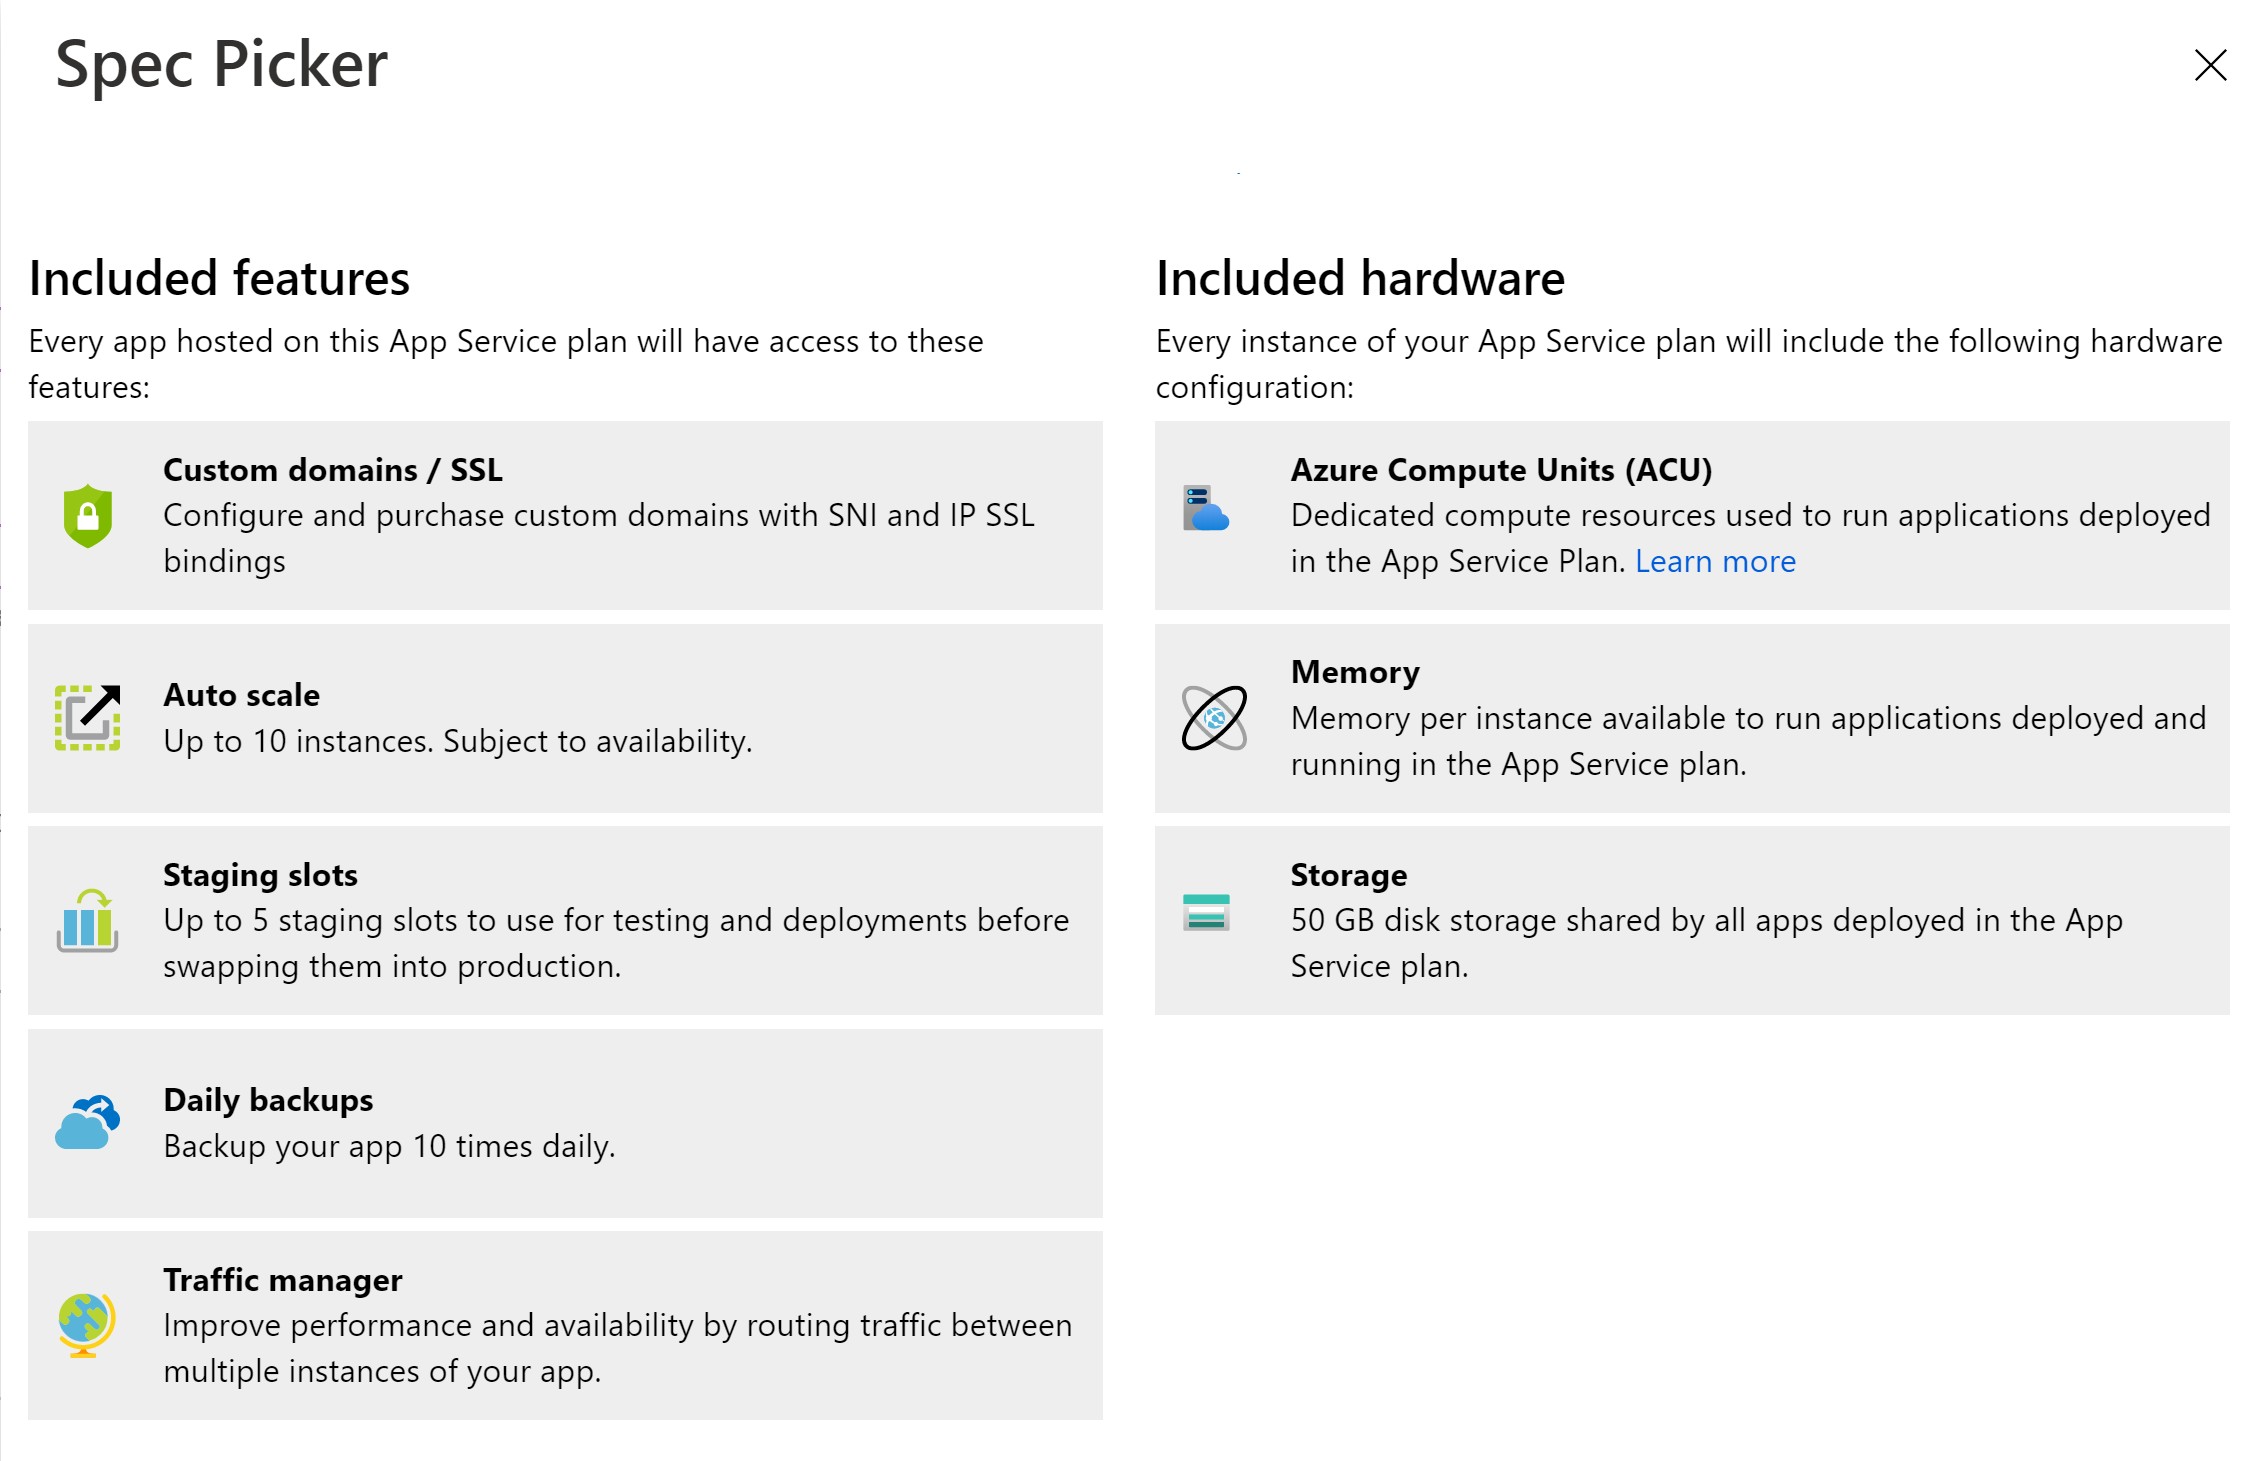 Spec Picker
Included features
Every app hosted on this App Service plan will have access to these
features:
Custom domains / SSL
Configure and purchase custom domains with SNI and IP SSL
bindings
Auto scale
Up to 10 instances. Subject to availability.
Staging slots
Up to 5 staging slots to use for testing and deployments before
swapping them into production.
Daily backups
Backup your app 10 times daily.
Traffic manager
Improve performance and availability by routing traffic between
multiple instances of your app.
Included hardware
Every instance of your App Service plan will include the following hardware
configuration:
Azure Compute Units (ACU)
Dedicated compute resources used to run applications deployed
in the App Service Plan. Learn more
Memory
Memory per instance available to run applications deployed and
running in the App Service plan.
Storage
50 GB disk storage shared by all apps deployed in the App
Service plan.